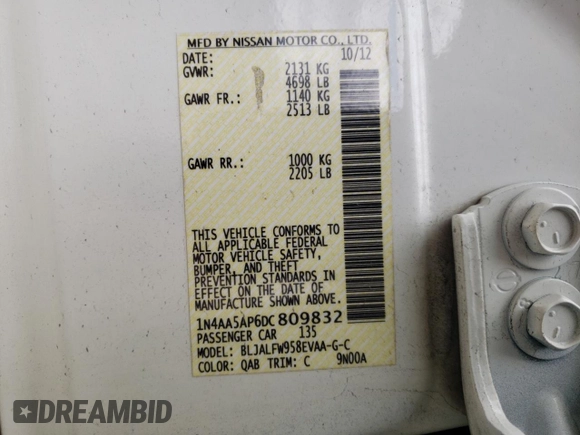 MFD BY NISSAN MOTOR CO., LTD.
DATE: 10/12
GVWR: 2131 KG
4698 LB
GAWR FR.: 1140 KG
2513 LB
GAWR RR.: 1000 KG
2205 LB
THIS VEHICLE CONFORMS TO
ALL APPLICABLE FEDERAL
MOTOR VEHICLE SAFETY,
BUMPER, AND THEFT
PREVENTION STANDARDS
IN EFFECT ON THE DATE OF
MANUFACTURE SHOWN ABOVE.
1N4AA5AP6DC809832
PASSENGER CAR 135
MODEL: BLJALFW958EVAA-G-C
COLOR: QAB TRIM: C 9N00A
DREAMBID